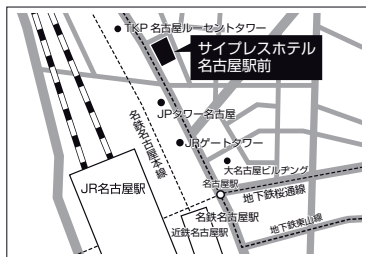 TKP 名古屋ルーセントタワー
サイプレスホテル
名古屋駅前
JPタワー名古屋
名鉄名古屋本線
JRゲートタワー
大名古屋ビルヂング
JR名古屋駅
名古屋駅
地下鉄桜通線
名鉄名古屋駅
近鉄名古屋駅
地下鉄東山線